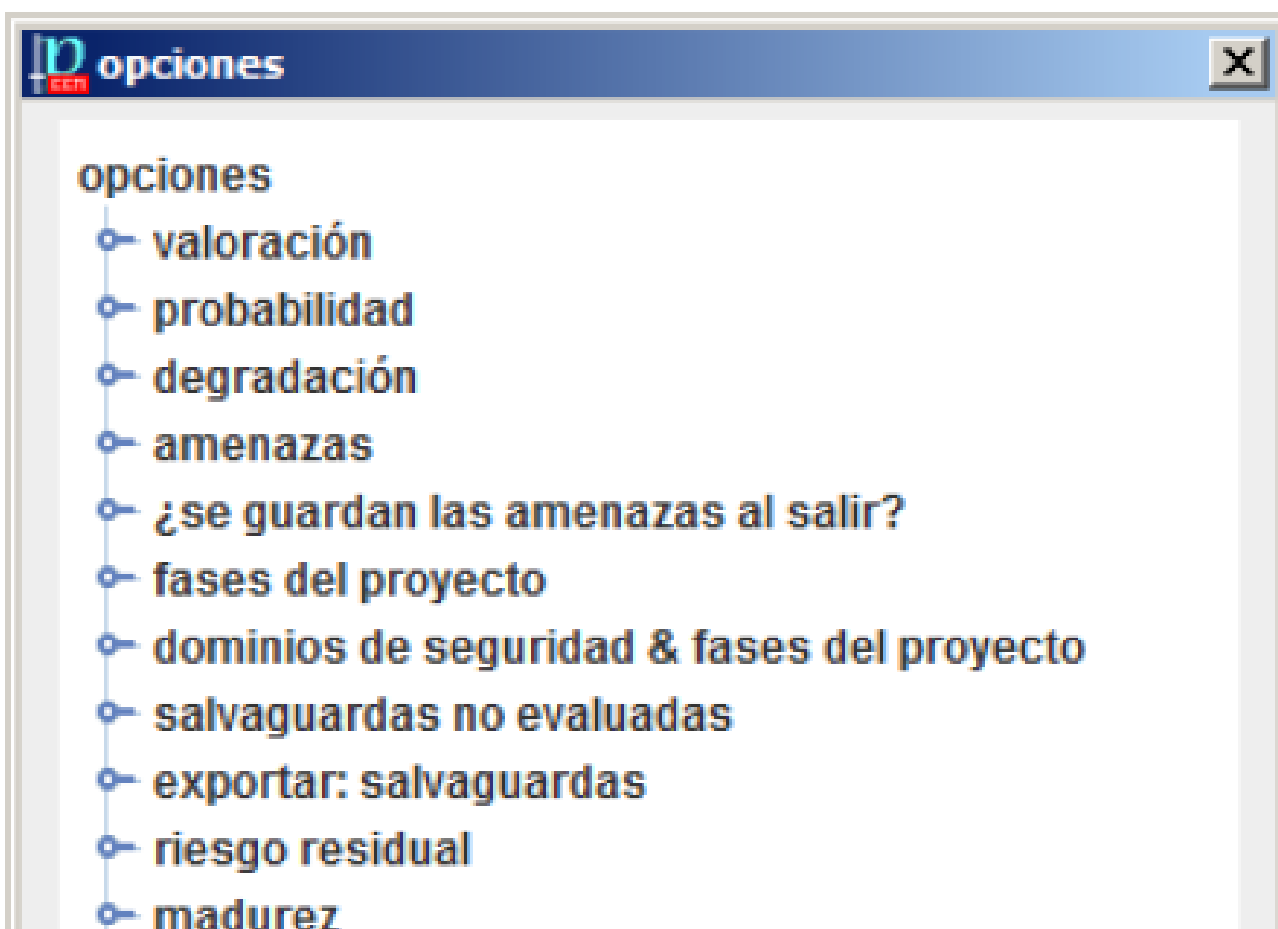 opciones
opciones
valoración
probabilidad
degradación
amenazas
¿se guardan las amenazas al salir?
fases del proyecto
dominios de seguridad & fases del proyecto
salvaguardas no evaluadas
exportar: salvaguardas
riesgo residual
madurez